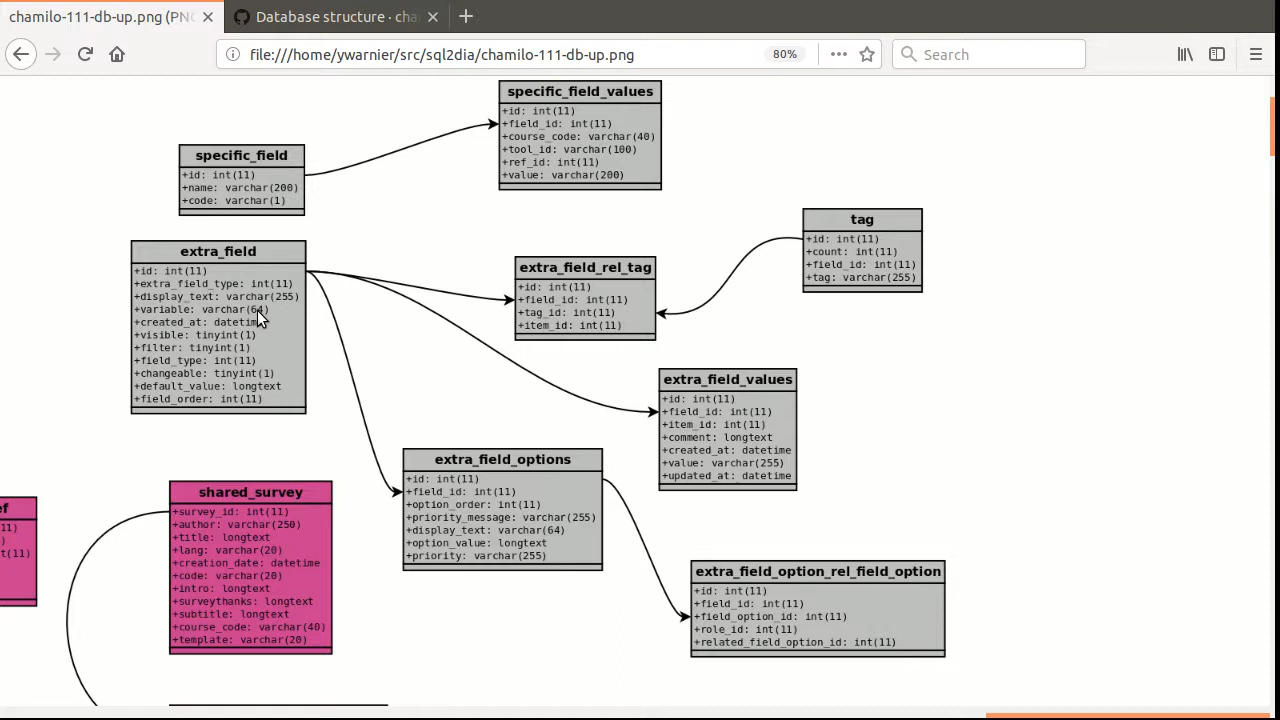 chamilo-111-db-up.png (PN
Database structure · cha
file:///home/ywarnier/src/sql2dia/chamilo-111-db-up.png
80%
Search
specific_field_values
+id: int(11)
+field_id: int(11)
+course_code: varchar(40)
+tool_id: varchar(100)
+ref_id: int(11)
+value: varchar(200)
specific_field
+id: int(11)
+name: varchar(200)
+code: varchar(1)
tag
+id: int(11)
+count: int(11)
+field_id: int(11)
+tag: varchar(255)
extra_field
+id: int(11)
+extra_field_type: int(11)
+display_text: varchar(255)
+variable: varchar(64)
+created_at: datetime
+visible: tinyint(1)
+filter: tinyint(1)
+field_type: int(11)
+changeable: tinyint(1)
+default_value: longtext
+field_order: int(11)
extra_field_rel_tag
+id: int(11)
+field_id: int(11)
+tag_id: int(11)
+item_id: int(11)
extra_field_values
+id: int(11)
+field_id: int(11)
+item_id: int(11)
+comment: longtext
+created_at: datetime
+value: varchar(255)
+updated_at: datetime
extra_field_options
+id: int(11)
+field_id: int(11)
+option_order: int(11)
+priority_message: varchar(255)
+display_text: varchar(64)
+option_value: longtext
+priority: varchar(255)
ef
11)
)
t(11)
shared_survey
+survey_id: int(11)
+author: varchar(250)
+title: longtext
+lang: varchar(20)
+creation_date: datetime
+code: varchar(20)
+intro: longtext
+surveythanks: longtext
+subtitle: longtext
+course_code: varchar(40)
+template: varchar(20)
extra_field_option_rel_field_option
+id: int(11)
+field_id: int(11)
+field_option_id: int(11)
+role_id: int(11)
+related_field_option_id: int(11)